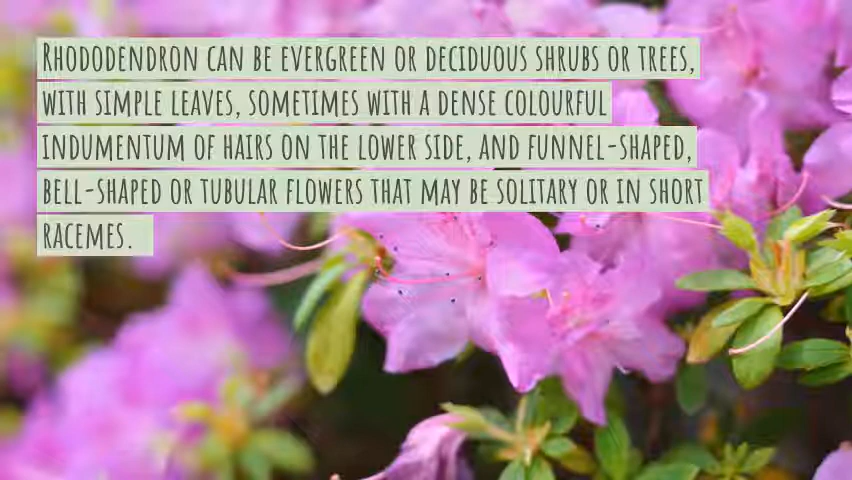 Rhododendron can be evergreen or deciduous shrubs or trees,
with simple leaves, sometimes with a dense colourful
indumentum of hairs on the lower side, and funnel-shaped,
bell-shaped or tubular flowers that may be solitary or in short
racemes.